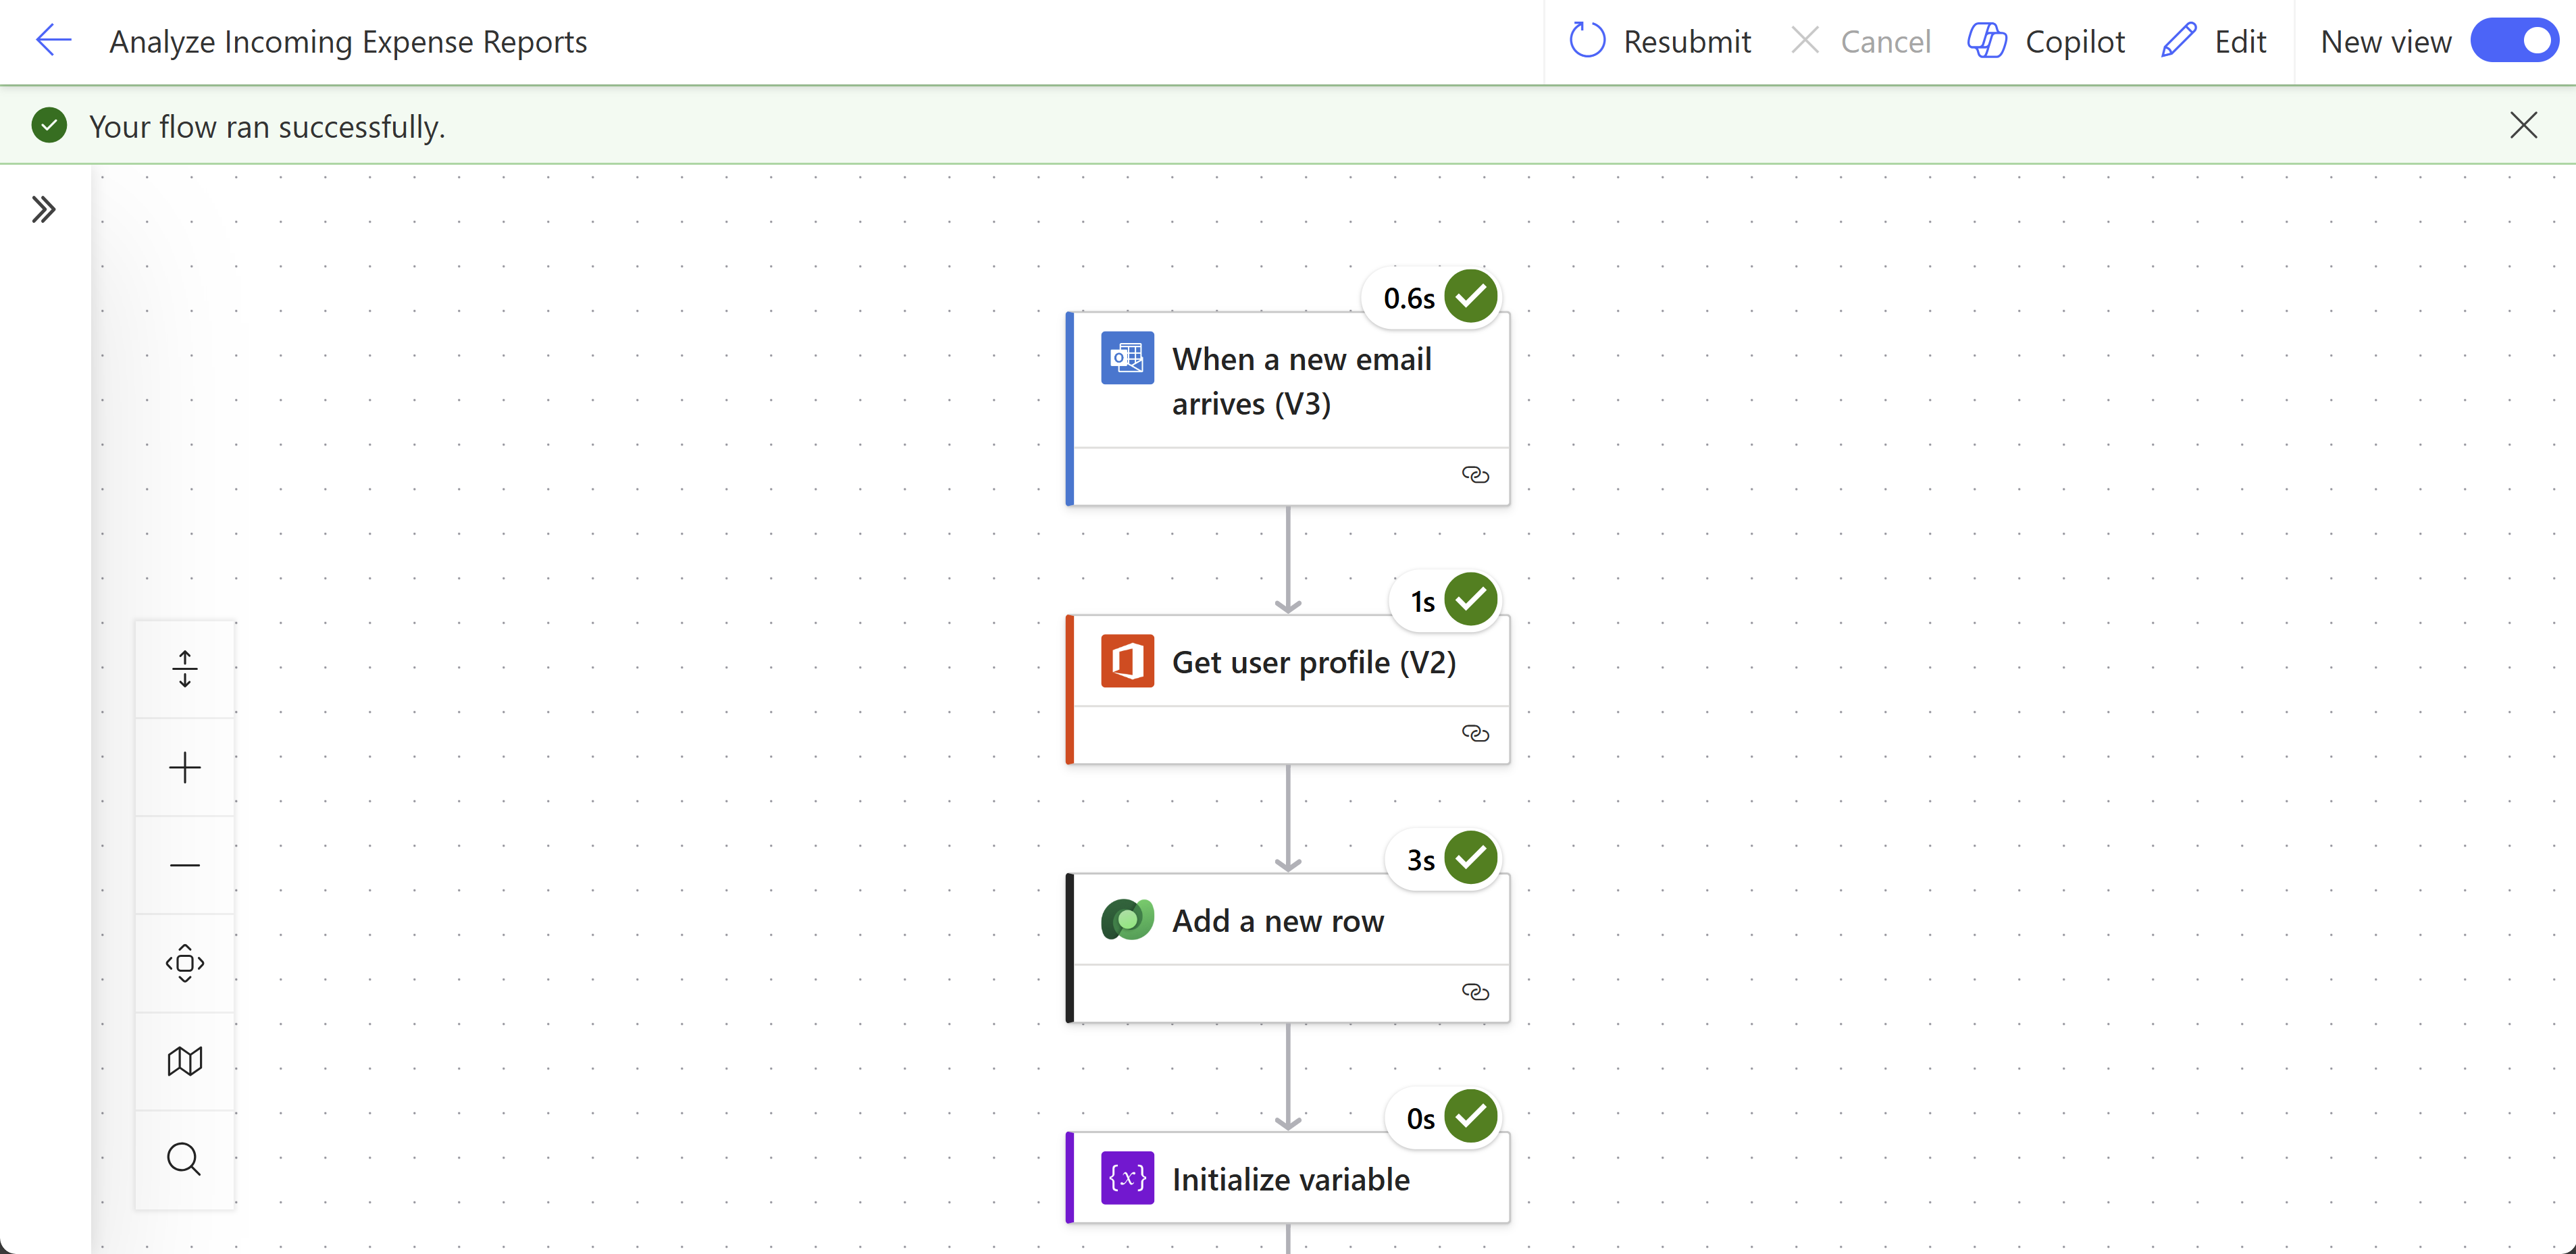 Analyze Incoming Expense Reports
Resubmit
Cancel
Copilot
Edit
New view
Your flow ran successfully.
0.6s
When a new email
arrives (V3)
1s
Get user profile (V2)
3s
Add a new row
0s
{x}
Initialize variable